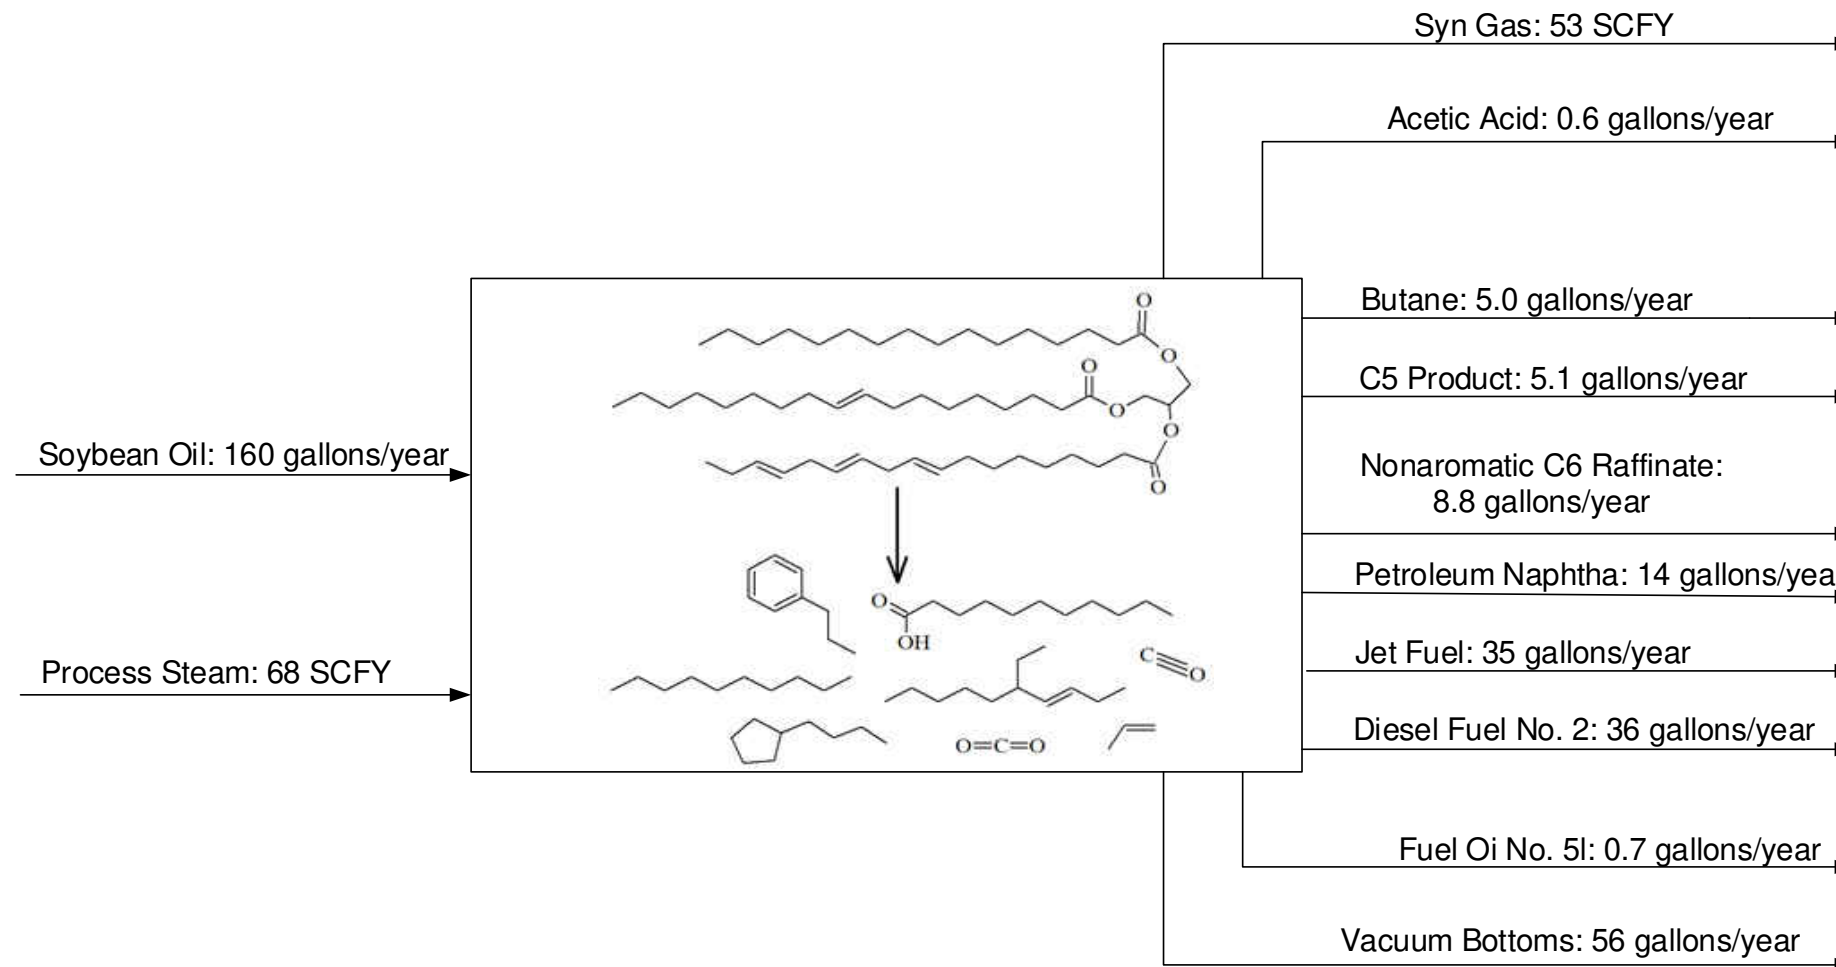 Syn Gas: 53 SCFY
Acetic Acid: 0.6 gallons/year
Butane: 5.0 gallons/year
C5 Product: 5.1 gallons/year
Soybean Oil: 160 gallons/year
Nonaromatic C6 Raffinate:
8.8 gallons/year
Petroleum Naphtha: 14 gallons/yea
Process Steam: 68 SCFY
Jet Fuel: 35 gallons/year
Diesel Fuel No. 2: 36 gallons/year
Fuel Oi No. 5l: 0.7 gallons/year
Vacuum Bottoms: 56 gallons/year
O
O
O
O
O
O
O
OH
C≡O
O=C=O